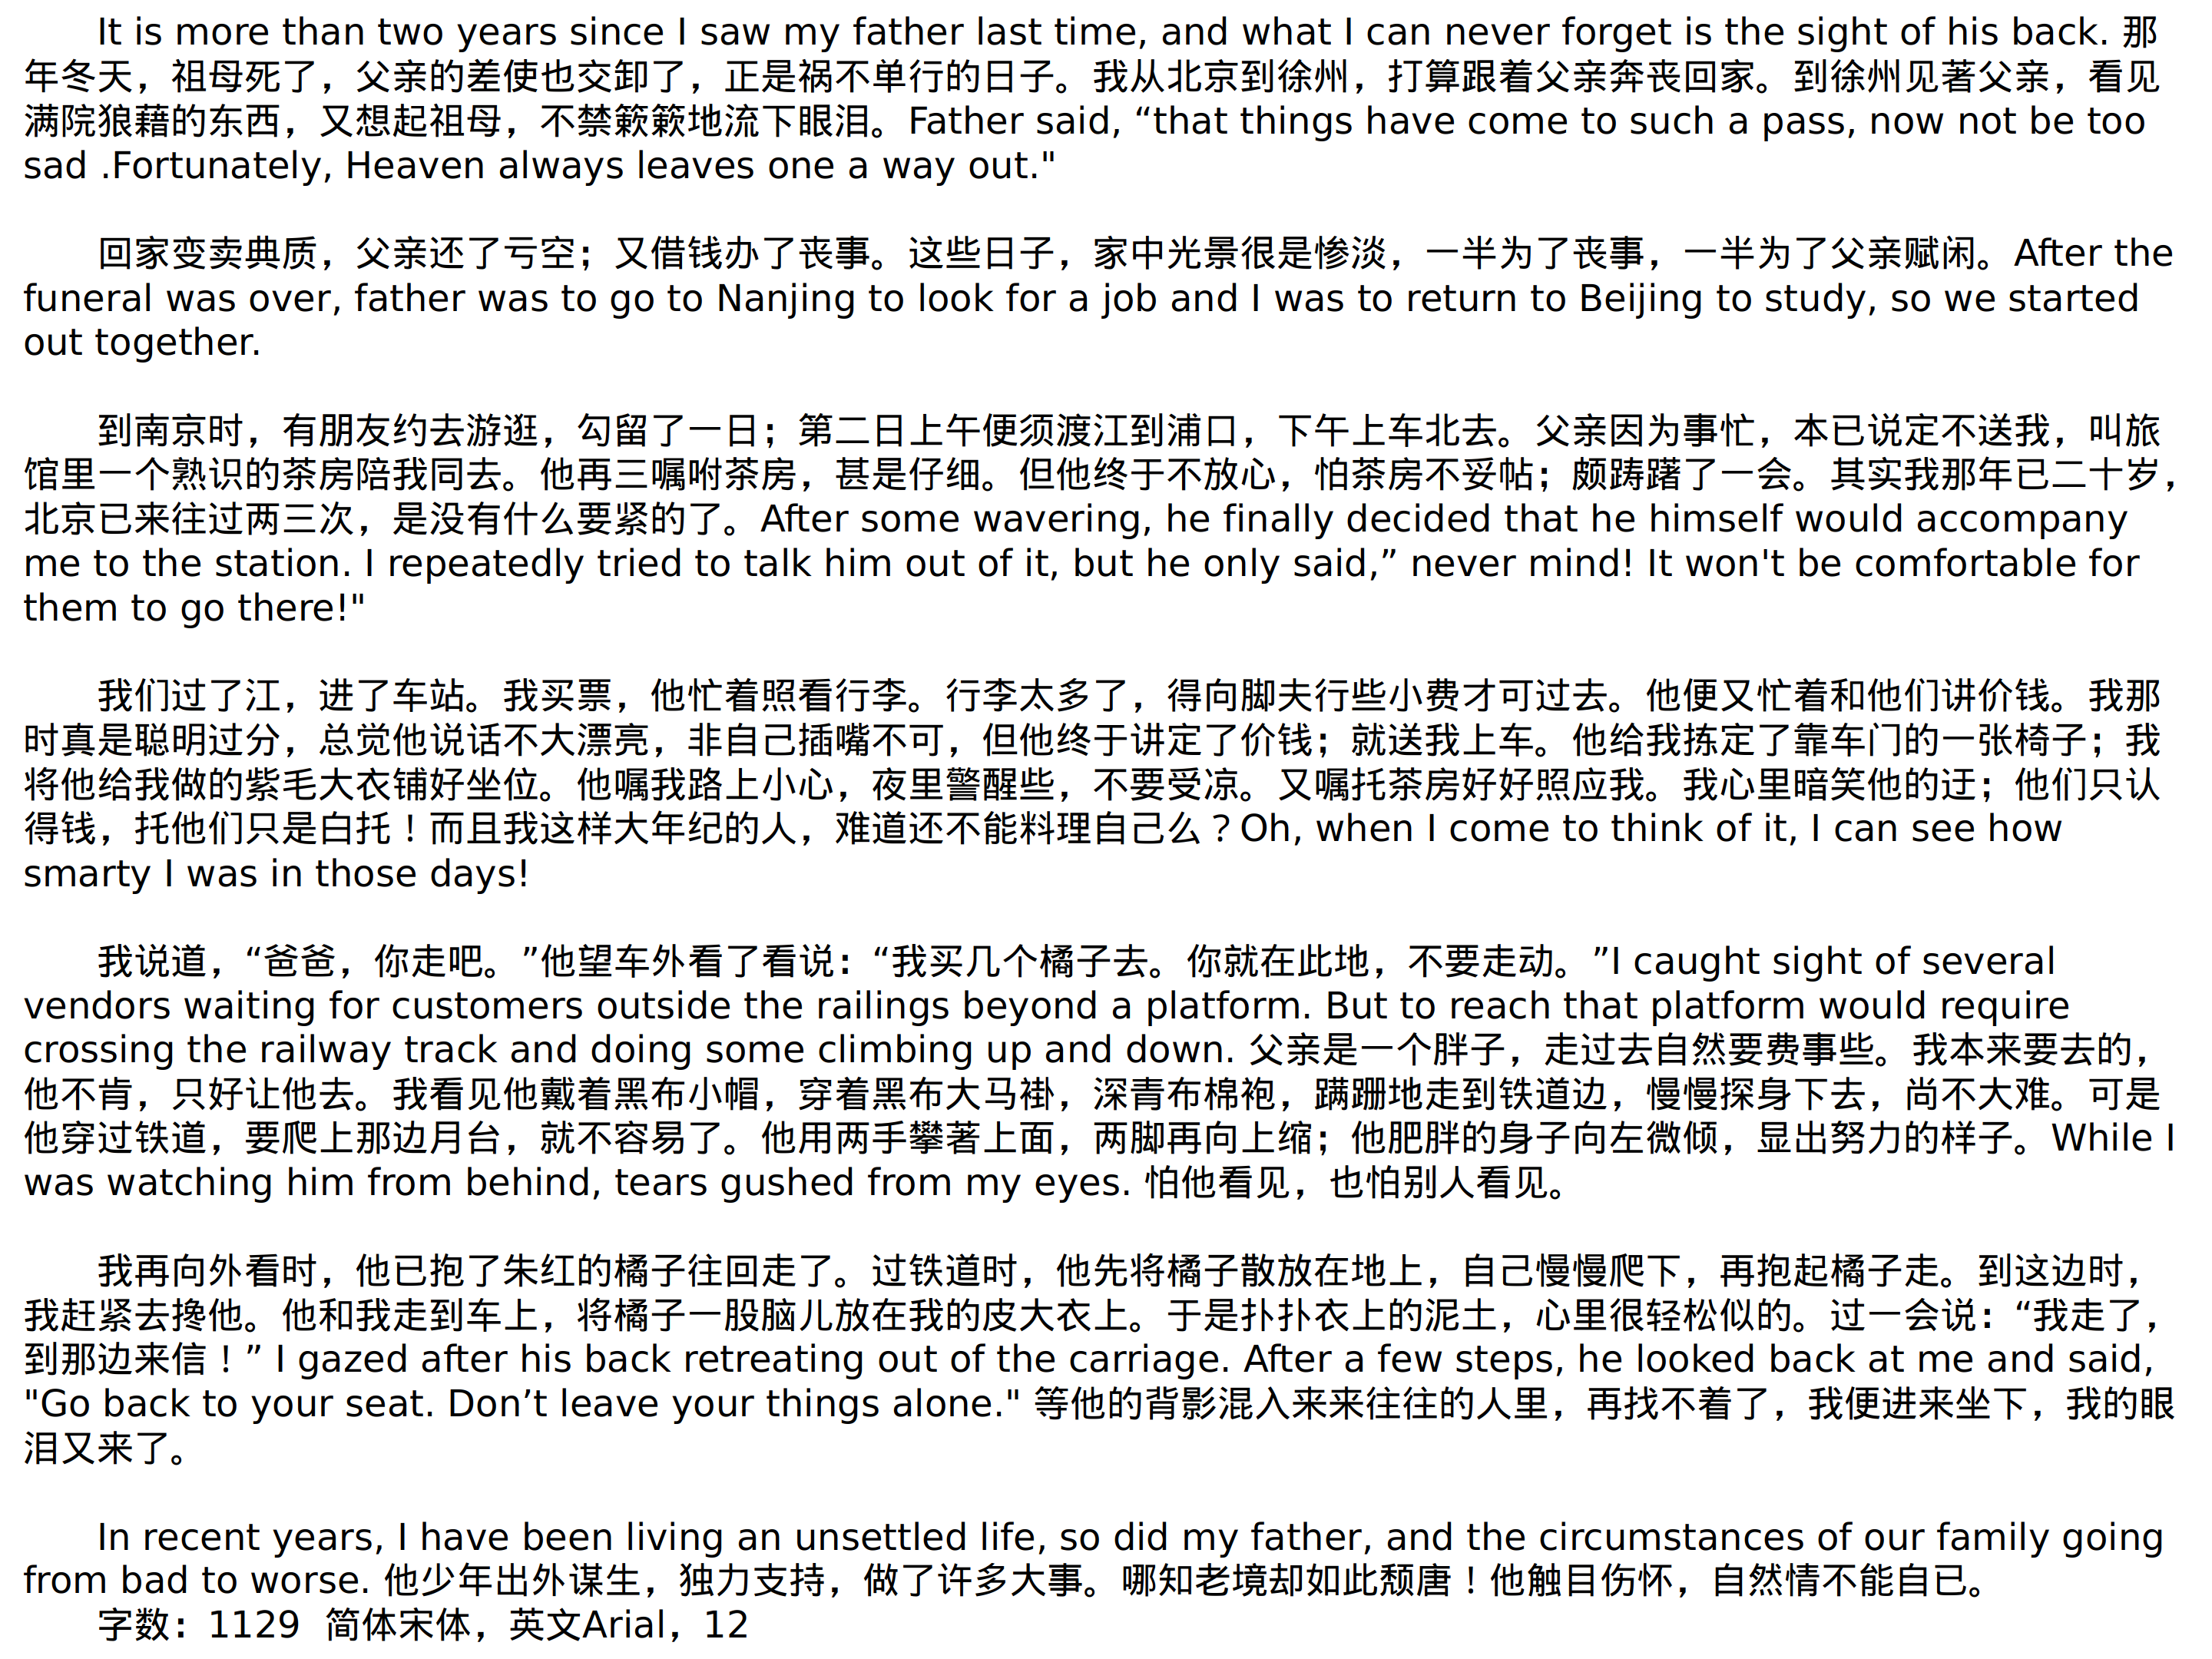 It is more than two years since I saw my father last time, and what I can never forget is the sight of his back. 那
年冬天，祖母死了，父亲的差使也交卸了，正是祸不单行的日子。我从北京到徐州，打算跟着父亲奔丧回家。到徐州见著父亲，看见
满院狼藉的东西，又想起祖母，不禁簌簌地流下眼泪。Father said, “that things have come to such a pass, now not be too
sad .Fortunately, Heaven always leaves one a way out."
回家变卖典质，父亲还了亏空；又借钱办了丧事。这些日子，家中光景很是惨淡，一半为了丧事，一半为了父亲赋闲。After the
funeral was over, father was to go to Nanjing to look for a job and I was to return to Beijing to study, so we started
out together.
到南京时，有朋友约去游逛，勾留了一日；第二日上午便须渡江到浦口，下午上车北去。父亲因为事忙，本已说定不送我，叫旅
馆里一个熟识的茶房陪我同去。他再三嘱咐茶房，甚是仔细。但他终于不放心，怕茶房不妥帖；颇踌躇了一会。其实我那年已二十岁，
北京已来往过两三次，是没有什么要紧的了。After some wavering, he finally decided that he himself would accompany
me to the station. I repeatedly tried to talk him out of it, but he only said,” never mind! It won't be comfortable for
them to go there!"
我们过了江，进了车站。我买票，他忙着照看行李。行李太多了，得向脚夫行些小费才可过去。他便又忙着和他们讲价钱。我那
时真是聪明过分，总觉他说话不大漂亮，非自己插嘴不可，但他终于讲定了价钱；就送我上车。他给我拣定了靠车门的一张椅子；我
将他给我做的紫毛大衣铺好坐位。他嘱我路上小心，夜里警醒些，不要受凉。又嘱托茶房好好照应我。我心里暗笑他的迂；他们只认
得钱，托他们只是白托！而且我这样大年纪的人，难道还不能料理自己么？Oh, when I come to think of it, I can see how
smarty I was in those days!
我说道，“爸爸，你走吧。”他望车外看了看说：“我买几个橘子去。你就在此地，不要走动。”I caught sight of several
vendors waiting for customers outside the railings beyond a platform. But to reach that platform would require
crossing the railway track and doing some climbing up and down. 父亲是一个胖子，走过去自然要费事些。我本来要去的，
他不肯，只好让他去。我看见他戴着黑布小帽，穿着黑布大马褂，深青布棉袍，蹒跚地走到铁道边，慢慢探身下去，尚不大难。可是
他穿过铁道，要爬上那边月台，就不容易了。他用两手攀著上面，两脚再向上缩；他肥胖的身子向左微倾，显出努力的样子。While I
was watching him from behind, tears gushed from my eyes. 怕他看见，也怕别人看见。
我再向外看时，他已抱了朱红的橘子往回走了。过铁道时，他先将橘子散放在地上，自己慢慢爬下，再抱起橘子走。到这边时，
我赶紧去搀他。他和我走到车上，将橘子一股脑儿放在我的皮大衣上。于是扑扑衣上的泥土，心里很轻松似的。过一会说：“我走了，
到那边来信！” I gazed after his back retreating out of the carriage. After a few steps, he looked back at me and said,
"Go back to your seat. Don’t leave your things alone." 等他的背影混入来来往往的人里，再找不着了，我便进来坐下，我的眼
泪又来了。
In recent years, I have been living an unsettled life, so did my father, and the circumstances of our family going
from bad to worse. 他少年出外谋生，独力支持，做了许多大事。哪知老境却如此颓唐！他触目伤怀，自然情不能自已。
字数：1129  简体宋体，英文Arial，12